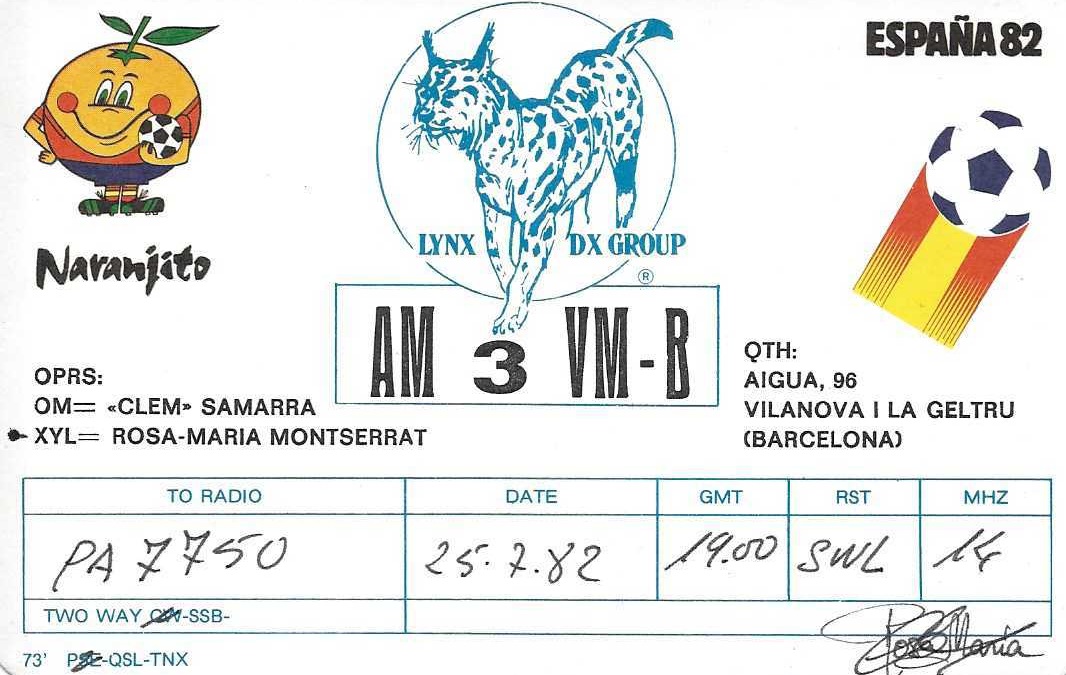 ESPAÑA 82
Naranjito
LYNX DX GROUP
®
AM 3 VM-B
OPRS:
OM= «CLEM» SAMARRA
XYL= ROSA-MARIA MONTSERRAT
QTH:
AIGUA, 96
VILANOVA I LA GELTRU
(BARCELONA)
TO RADIO DATE GMT RST MHZ
PA 7750 25.7.82 19.00 SWL 14
TWO WAY CW-SSB-
Rosa Maria
73' PSE-QSL-TNX